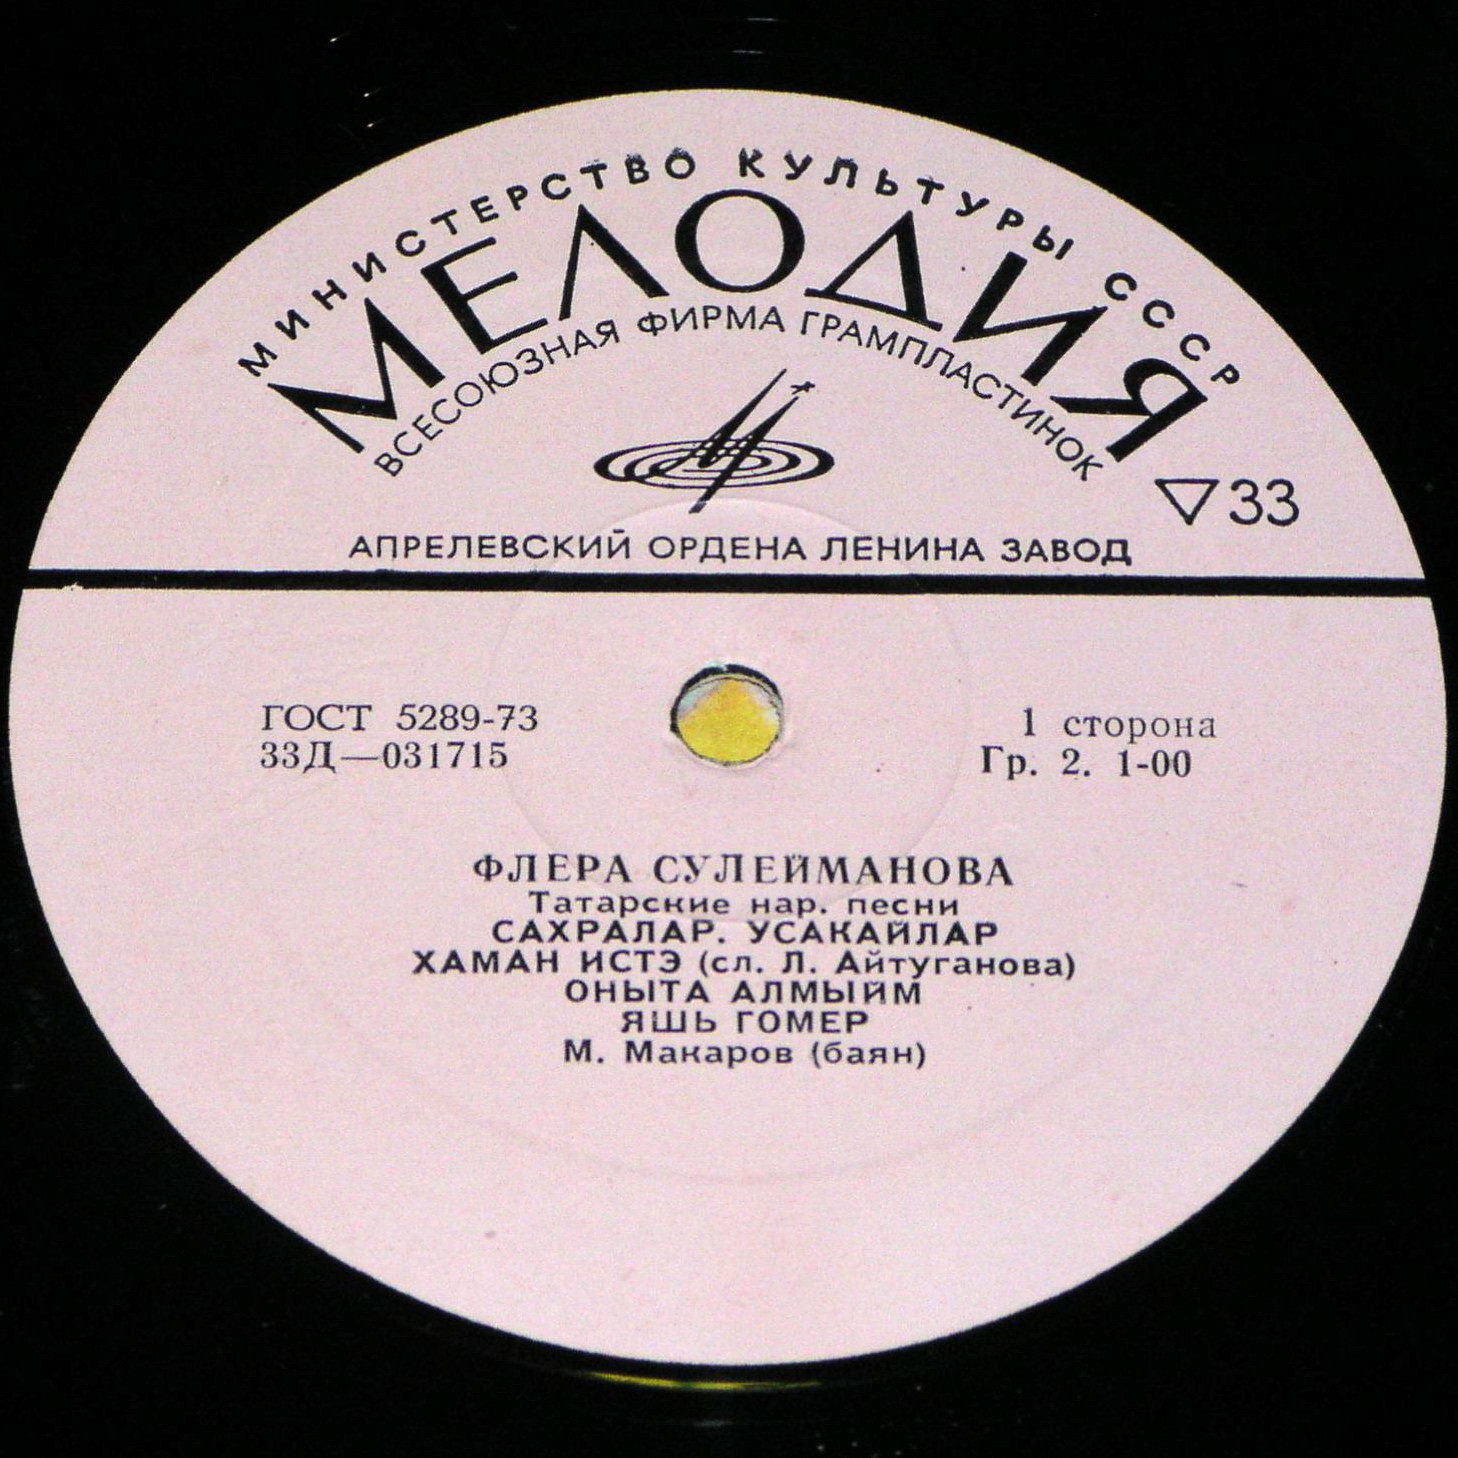 МИНИСТЕРСТВО КУЛЬТУРЫ СССР
МЕЛОДИЯ
ВСЕСОЮЗНАЯ ФИРМА ГРАМПЛАСТИНОК
▽33
АПРЕЛЕВСКИЙ ОРДЕНА ЛЕНИНА ЗАВОД
ГОСТ 5289-73
33Д—031715
1 сторона
Гр. 2. 1-00
ФЛЕРА СУЛЕЙМАНОВА
Татарские нар. песни
САХРАЛАР. УСАКАЙЛАР
ХАМАН ИСТЭ (сл. Л. Айтуганова)
ОНЫТА АЛМЫЙМ
ЯШЬ ГОМЕР
М. Макаров (баян)